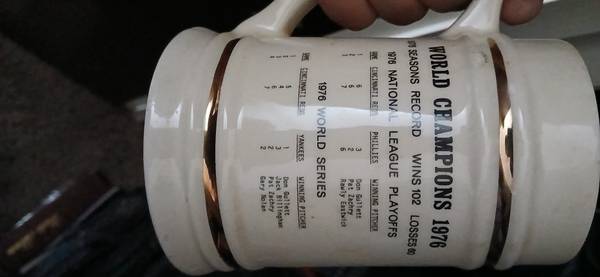 WORLD CHAMPIONS 1976
1976 SEASONS RECORD WINS 102 LOSSES 60
1976 NATIONAL LEAGUE PLAYOFFS
GAME CINCINNATI REDS PHILLIES WINNING PITCHER
1 6 3 Don Gullett
2 6 2 Pat Zachry
3 7 6 Rawly Eastwick
1976 WORLD SERIES
GAME CINCINNATI REDS YANKEES WINNING PITCHER
1 5 1 Don Gullett
2 4 3 Jack Billingham
3 6 2 Pat Zachry
4 7 2 Gary Nolan